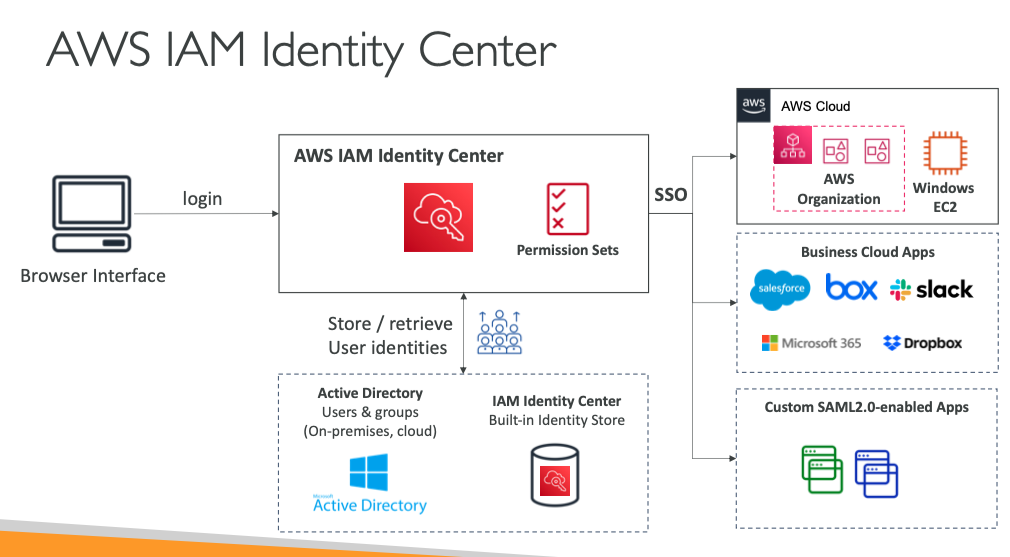 AWS IAM Identity Center
Browser Interface
login
AWS IAM Identity Center
Permission Sets
Store / retrieve
User identities
Active Directory
Users & groups
(On-premises, cloud)
Microsoft
Active Directory
IAM Identity Center
Built-in Identity Store
SSO
aws
AWS Cloud
AWS
Organization
Windows
EC2
Business Cloud Apps
salesforce
box
slack
Microsoft 365
Dropbox
Custom SAML2.0-enabled Apps